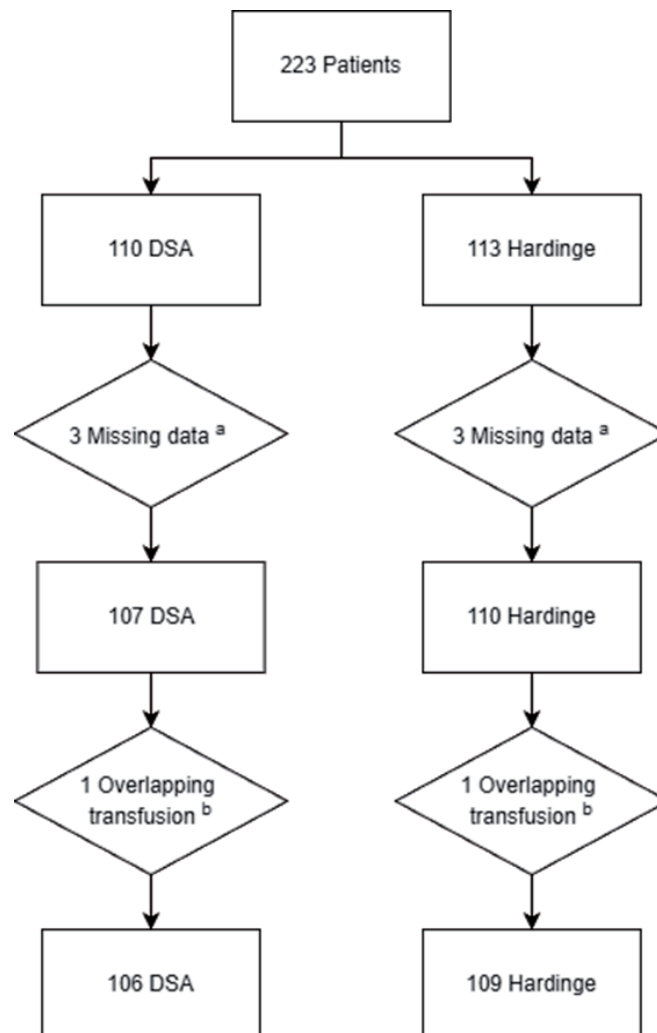 223 Patients
110 DSA
113 Hardinge
3 Missing data a
3 Missing data a
107 DSA
110 Hardinge
1 Overlapping
transfusion b
1 Overlapping
transfusion b
106 DSA
109 Hardinge